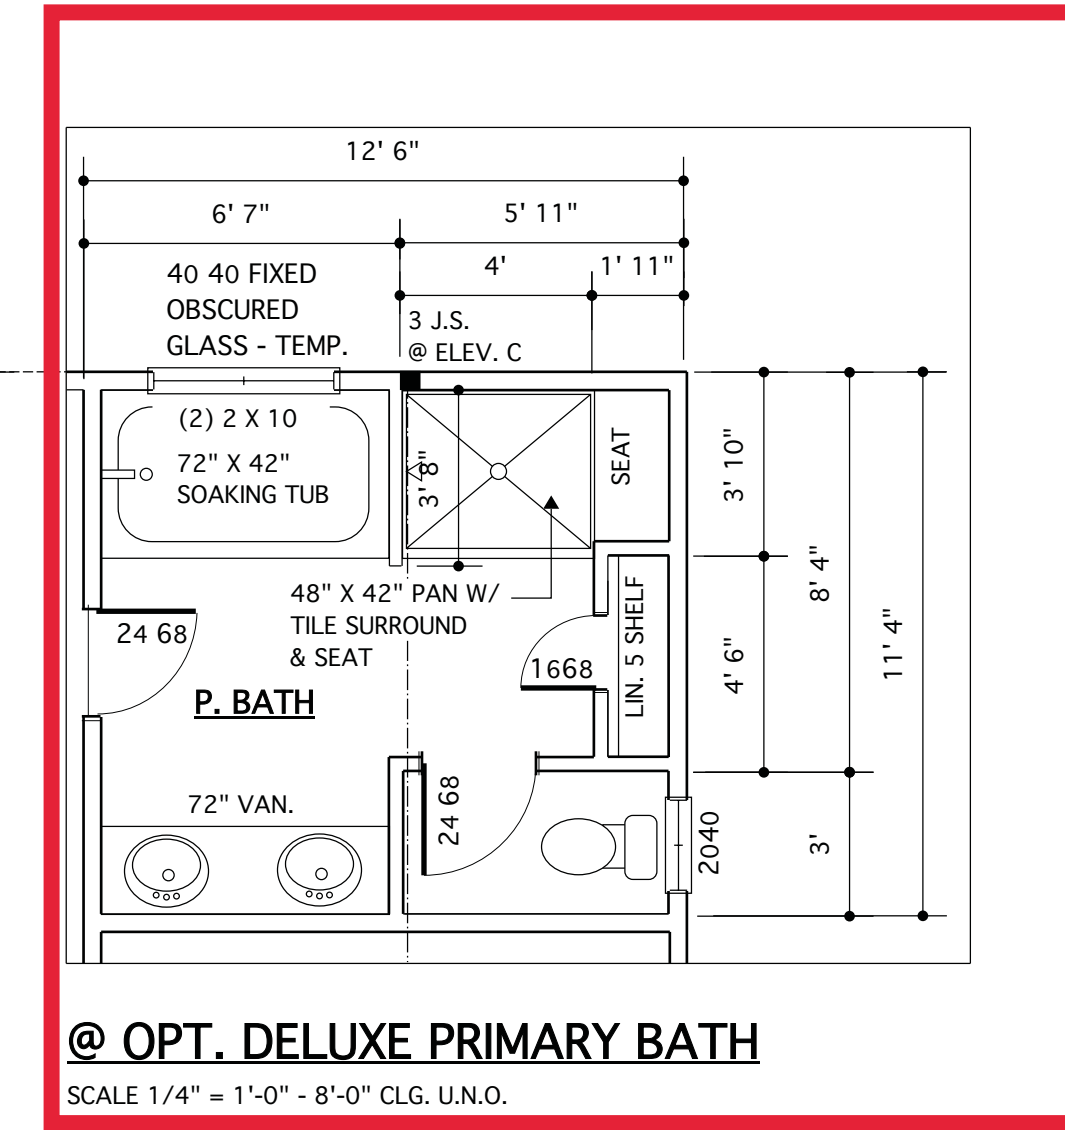 12' 6"
6' 7"
5' 11"
4'
1' 11"
40 40 FIXED
OBSCURED
GLASS - TEMP.
3 J.S.
@ ELEV. C
(2) 2 X 10
72" X 42"
SOAKING TUB
3' 8"
SEAT
3' 10"
8' 4"
11' 4"
48" X 42" PAN W/
TILE SURROUND
& SEAT
24 68
1668
LIN. 5 SHELF
4' 6"
P. BATH
72" VAN.
24 68
2040
3'
@ OPT. DELUXE PRIMARY BATH
SCALE 1/4" = 1'-0" - 8'-0" CLG. U.N.O.